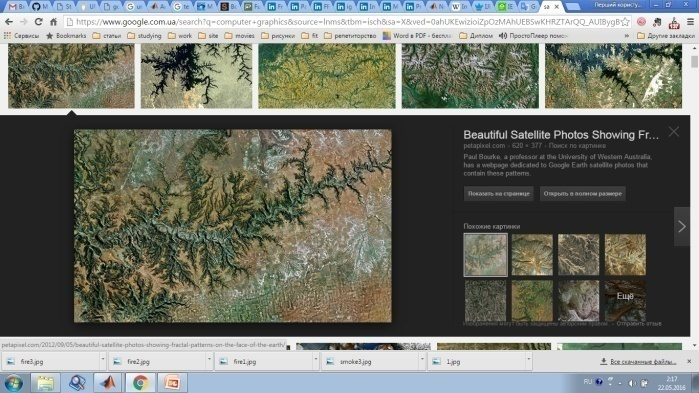 https://www.google.com.ua/search?q=computer+graphics&source=lnms&tbm=isch&sa=X&ved=0ahUKEwizioiZpOzMAhUEBSwKHRZTArQQ_AUIBygB
Перший користу...
Сервисы Bookmarks статьи studying work site movies рисунки fit репетиторство Word в PDF - беспл Диплом ПростоПлеер поможе » Другие закладки
Beautiful Satellite Photos Showing Fr...
petapixel.com - 620 × 377 - Поиск по картинке
Paul Bourke, a professor at the University of Western Australia,
has a webpage dedicated to Google Earth satellite photos that
contain these patterns.
Показать на странице Открыть в полном размере
Похожие картинки
Ещё
Изображения могут быть защищены авторским правом. - Отправить отзыв
petapixel.com/2012/09/05/beautiful-satellite-photos-showing-fractal-patterns-on-the-face-of-the-earth/
fire3.jpg fire2.jpg fire1.jpg smoke3.jpg 1.jpg Все скачанные файлы...
RU 2:17
22.05.2016